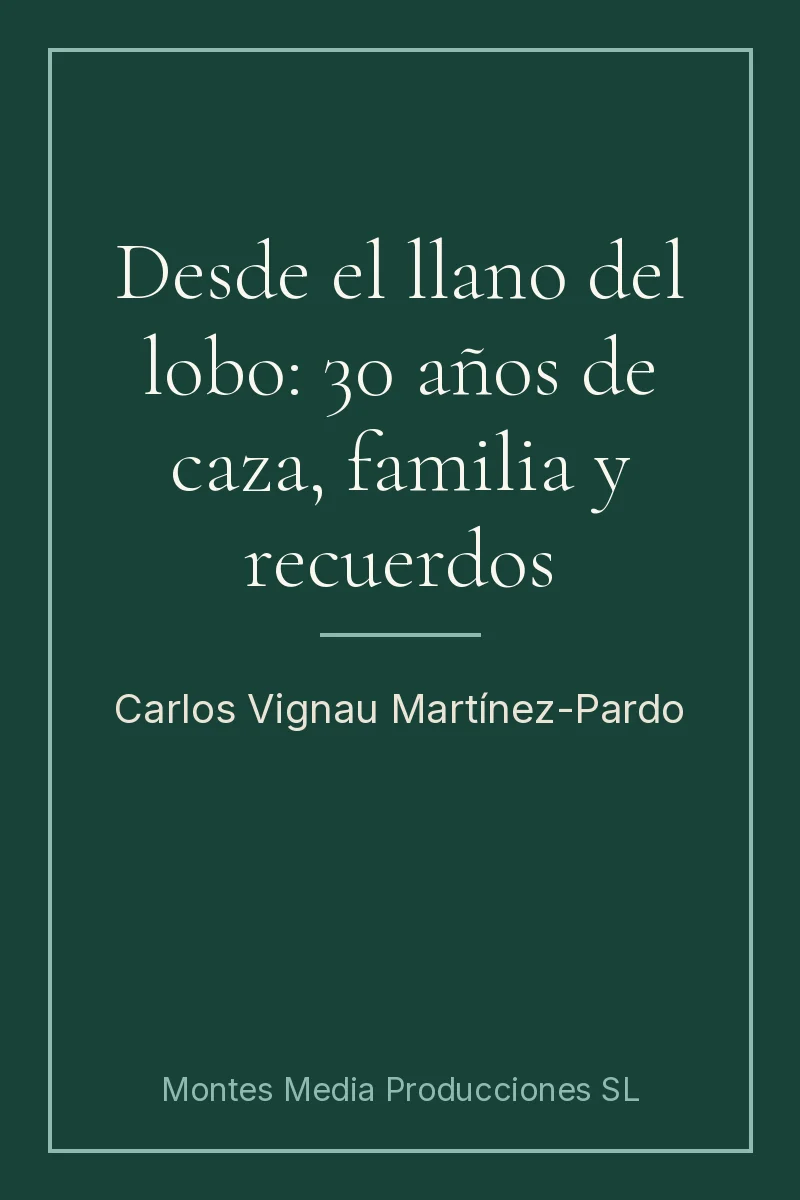 Desde el llano del
lobo: 30 años de
caza, familia y
recuerdos
Carlos Vignau Martínez-Pardo
Montes Media Producciones SL